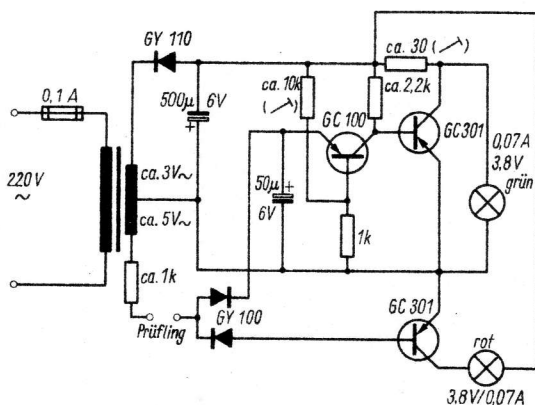 GY 110
0,1 A
500µ
6V
+
ca. 10k
ca. 30
ca. 2,2k
GC 100
GC301
0,07A
3,8V
grün
220V
~
ca. 3V~
ca. 5V~
50µ
+
6V
1k
ca. 1k
Prüfling
GY 100
GC 301
rot
3,8V/0,07A